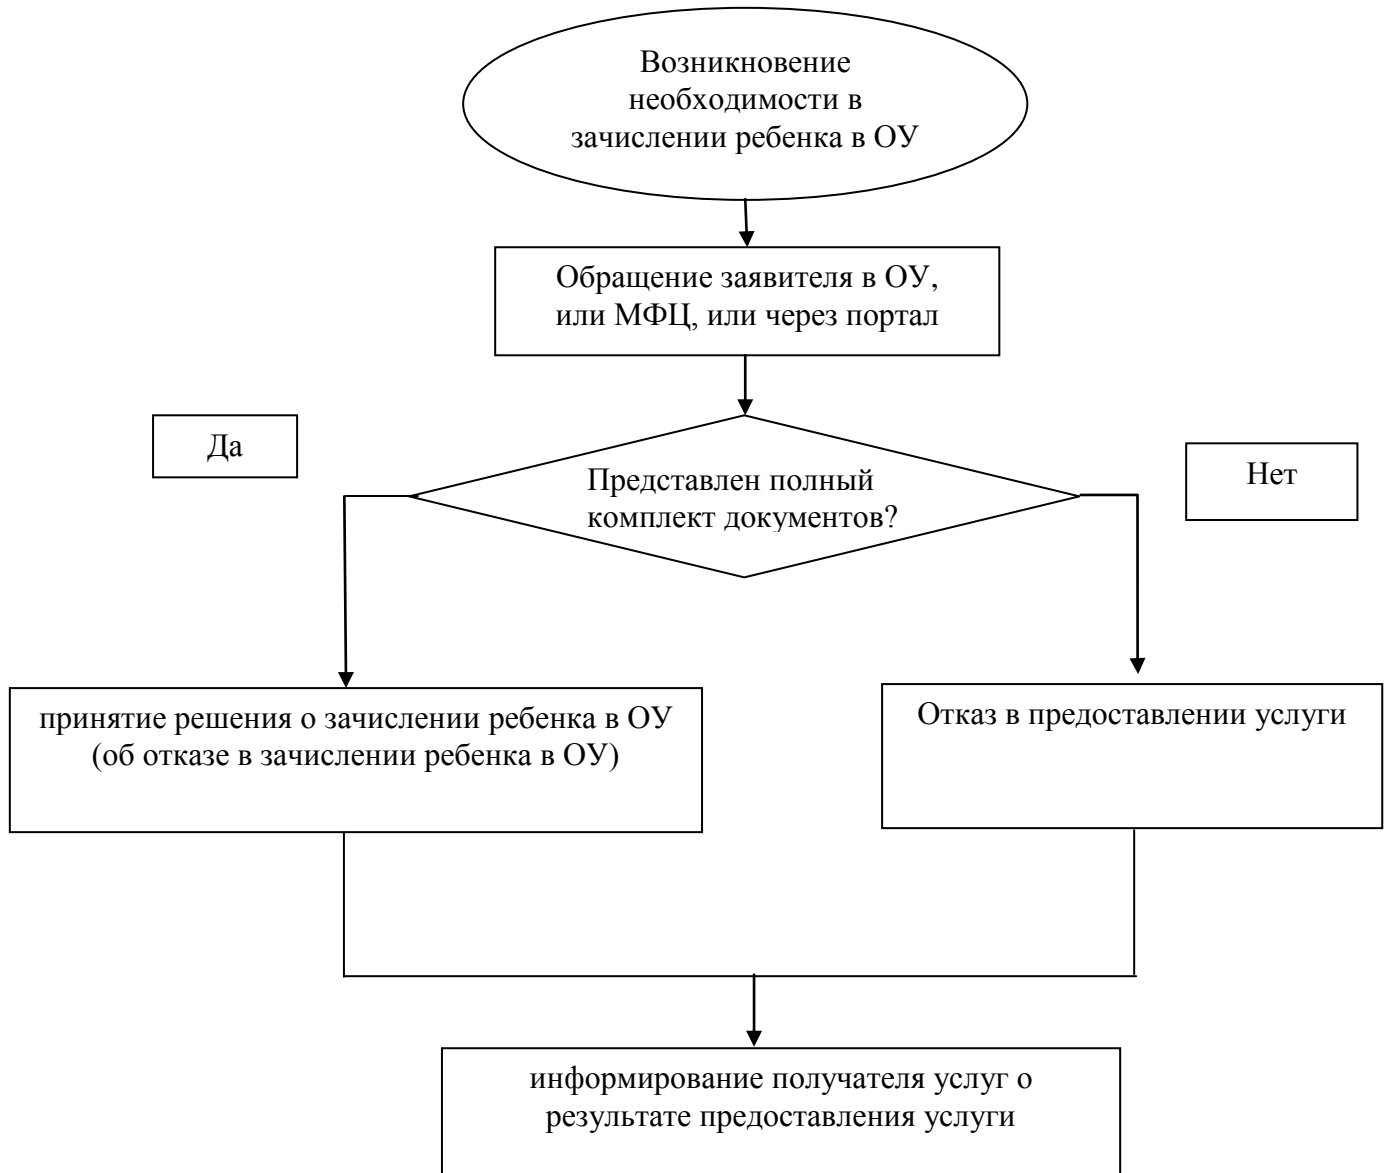 Возникновение
необходимости в
зачислении ребенка в ОУ
Обращение заявителя в ОУ,
или МФЦ, или через портал
Да
Нет
Представлен полный
комплект документов?
принятие решения о зачислении ребенка в ОУ
(об отказе в зачислении ребенка в ОУ)
Отказ в предоставлении услуги
информирование получателя услуг о
результате предоставления услуги